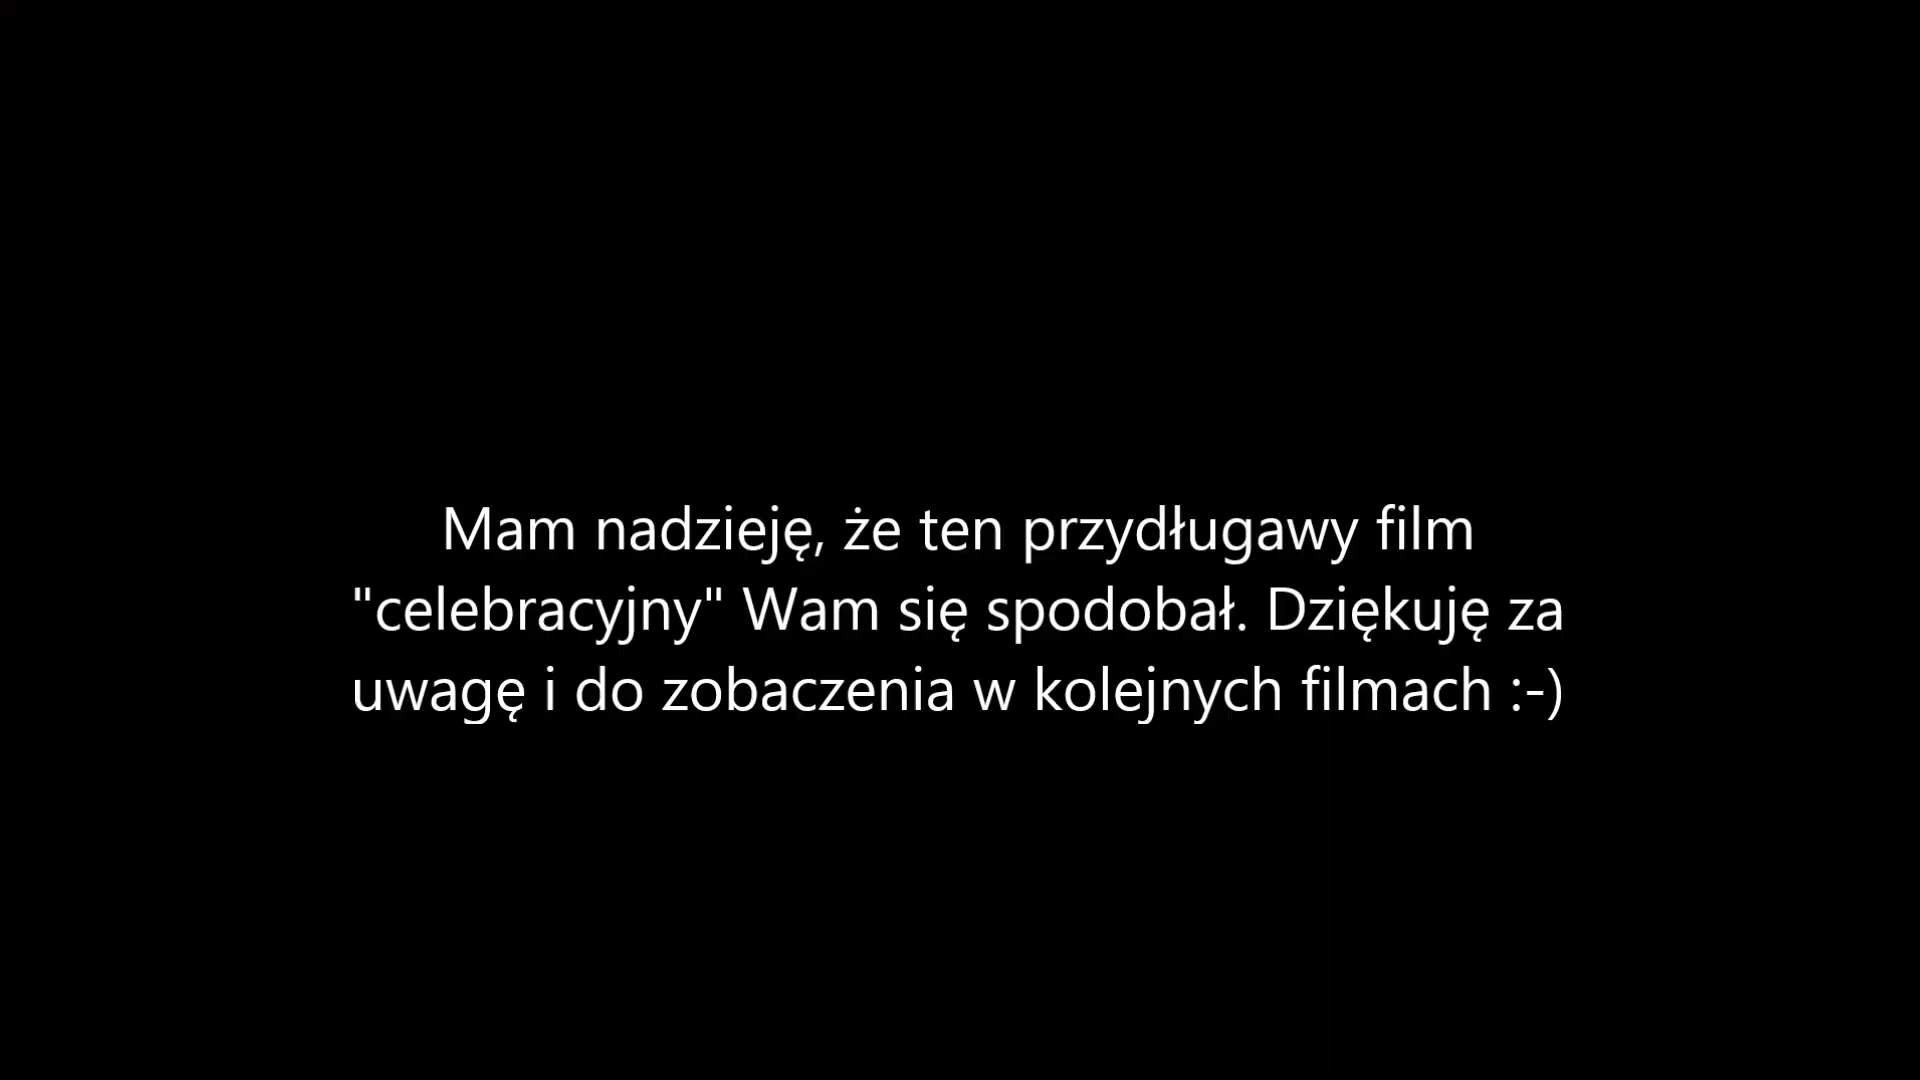 Mam nadzieję, że ten przydługawy film
"celebracyjny" Wam się spodobał. Dziękuję za
uwagę i do zobaczenia w kolejnych filmach :-)